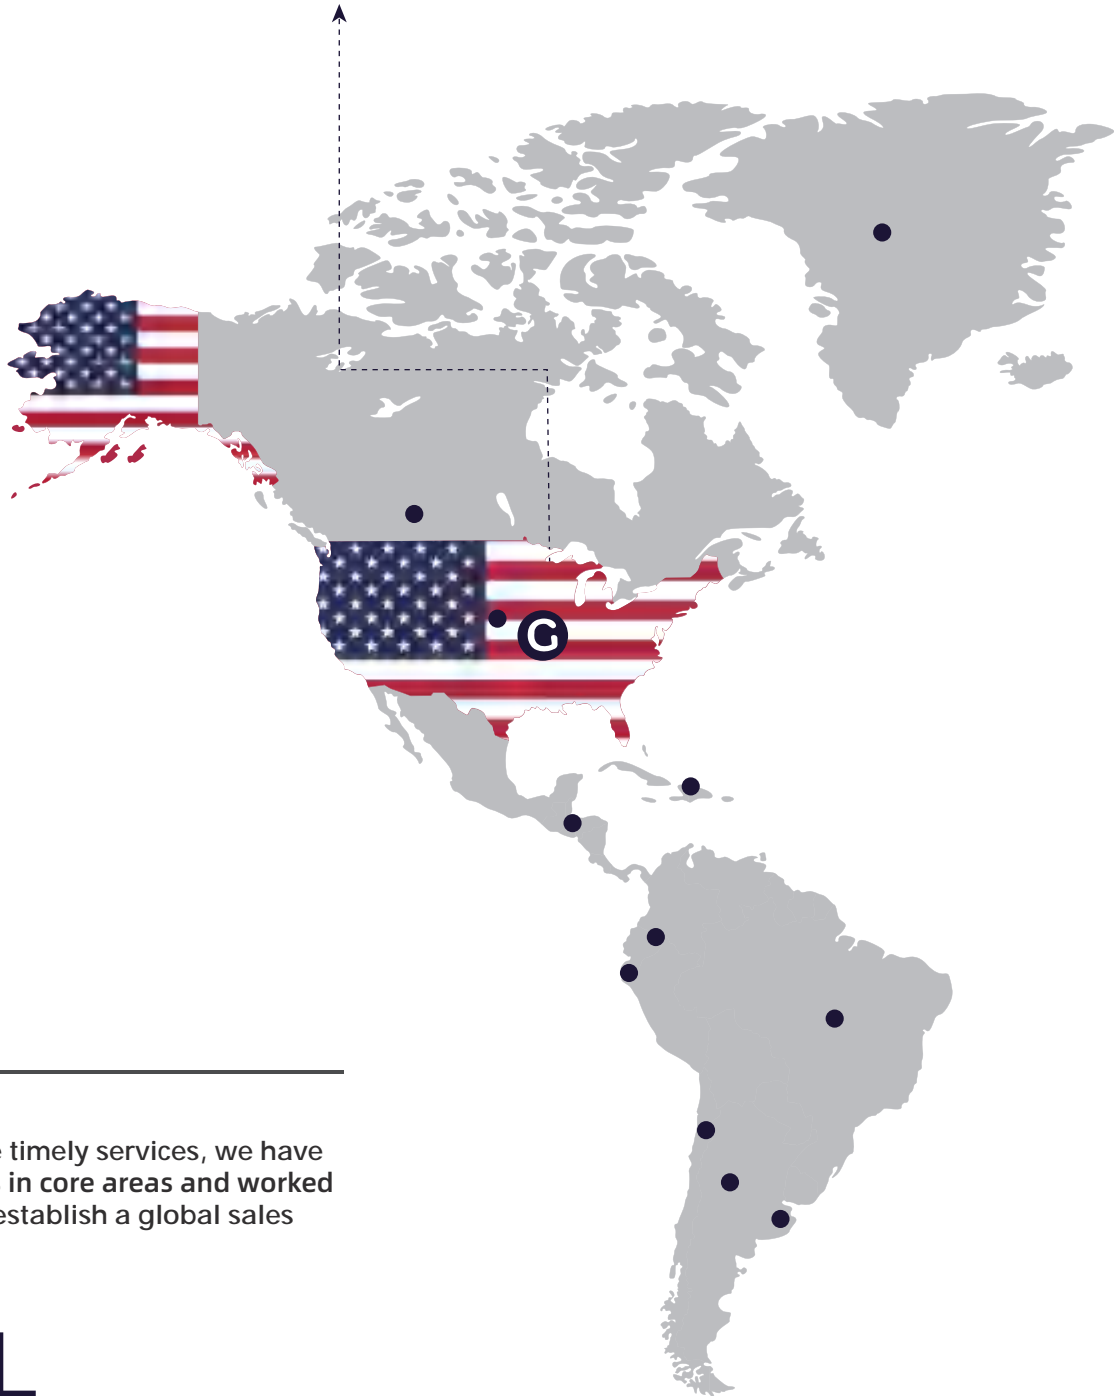 G
timely services, we have
in core areas and worked
establish a global sales
L